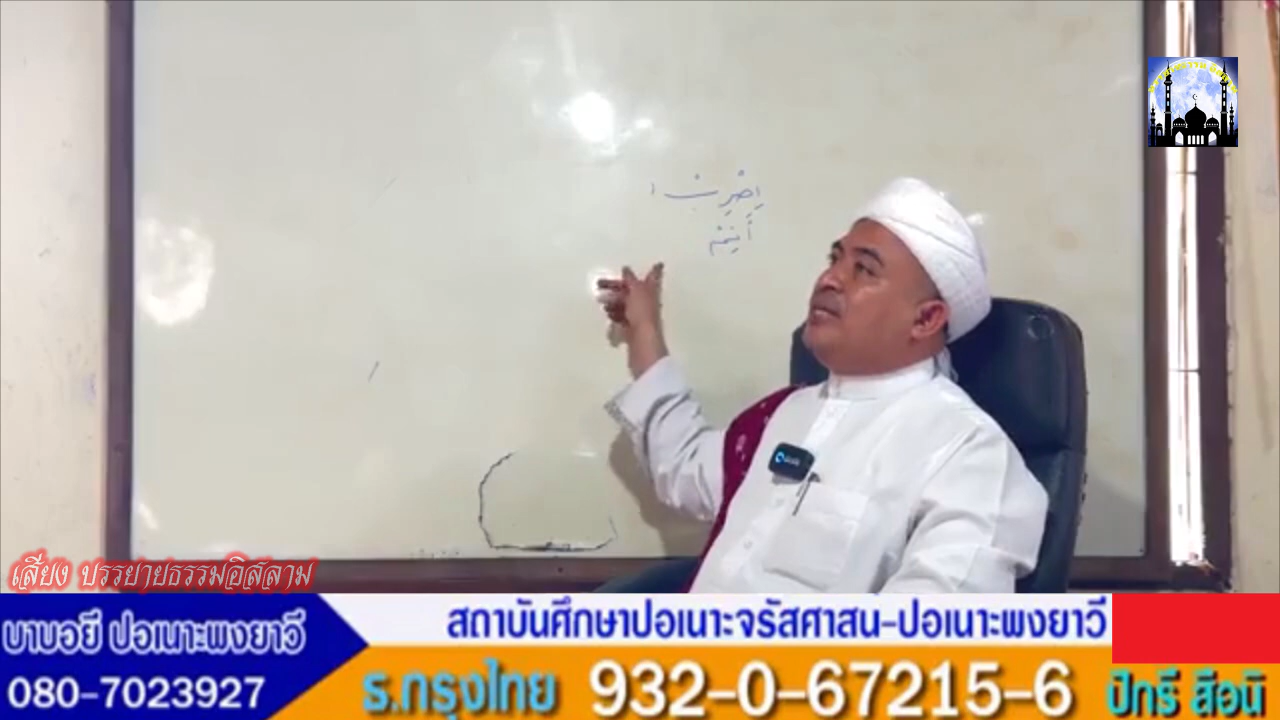 اِضْرِبْ ا
أَنِتُمْ
เสียง บรรยายธรรมอิสลาม
บาบอยี ปอเนาะพงยาวี
080-7023927
สถาบันศึกษาปอเนาะจรัสศาสน-ปอเนาะพงยาวี
ธ.กรุงไทย 932-0-67215-6 ปิทรี สือนิ